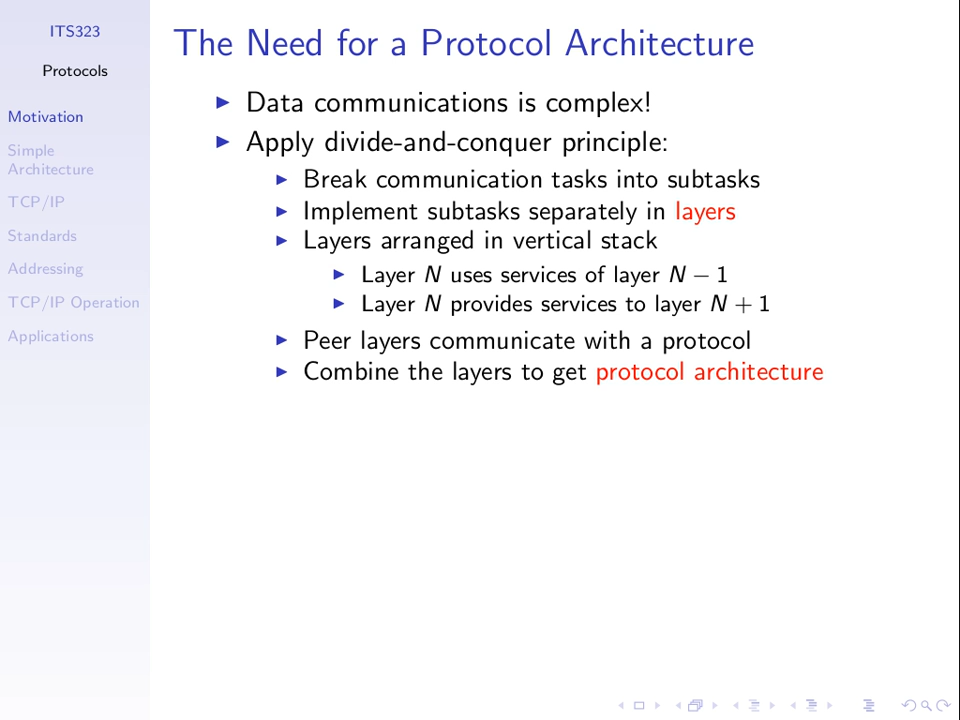 ITS323
Protocols
Motivation
Simple
Architecture
TCP/IP
Standards
Addressing
TCP/IP Operation
Applications
The Need for a Protocol Architecture
Data communications is complex!
Apply divide-and-conquer principle:
Break communication tasks into subtasks
Implement subtasks separately in layers
Layers arranged in vertical stack
Layer N uses services of layer N − 1
Layer N provides services to layer N + 1
Peer layers communicate with a protocol
Combine the layers to get protocol architecture